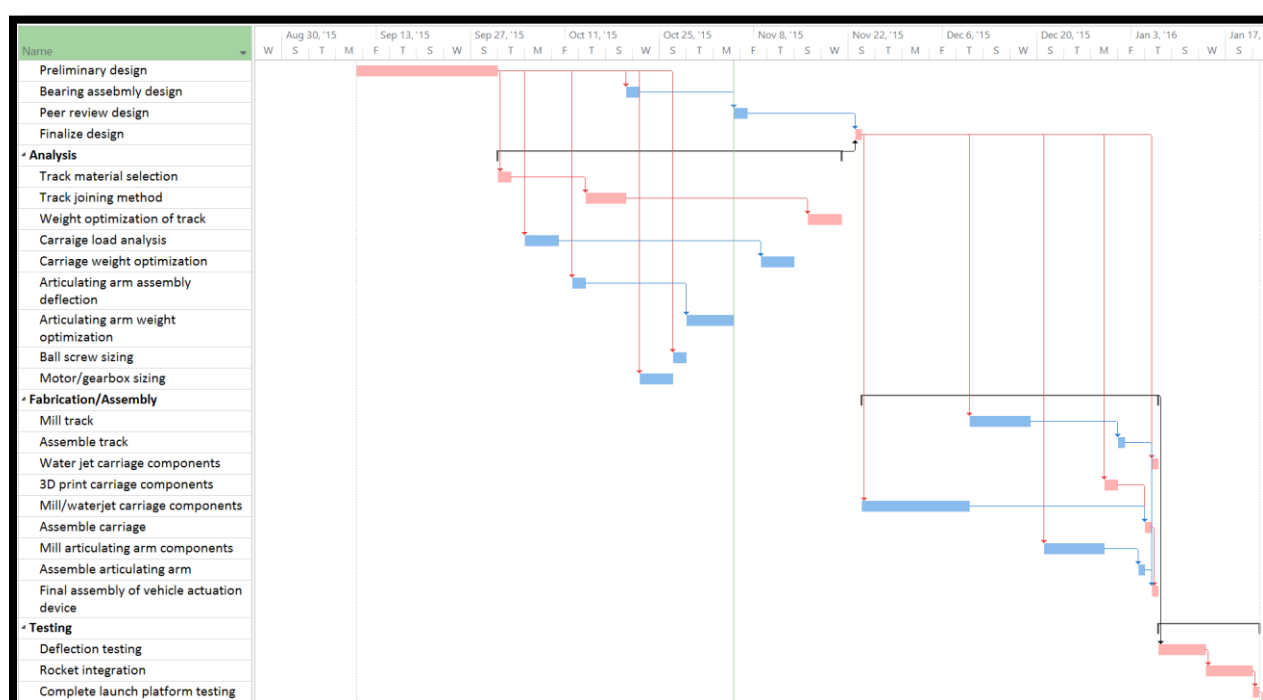 Name
Aug 30, '15 Sep 13, '15 Sep 27, '15 Oct 11, '15 Oct 25, '15 Nov 8, '15 Nov 22, '15 Dec 6, '15 Dec 20, '15 Jan 3, '16 Jan 17,
W S T M F T S W S T M F T S W S T M F T S W S T M F T S W S T M F T S W S
Preliminary design
Bearing assebmly design
Peer review design
Finalize design
Analysis
Track material selection
Track joining method
Weight optimization of track
Carraige load analysis
Carriage weight optimization
Articulating arm assembly
deflection
Articulating arm weight
optimization
Ball screw sizing
Motor/gearbox sizing
Fabrication/Assembly
Mill track
Assemble track
Water jet carriage components
3D print carriage components
Mill/waterjet carriage components
Assemble carriage
Mill articulating arm components
Assemble articulating arm
Final assembly of vehicle actuation
device
Testing
Deflection testing
Rocket integration
Complete launch platform testing